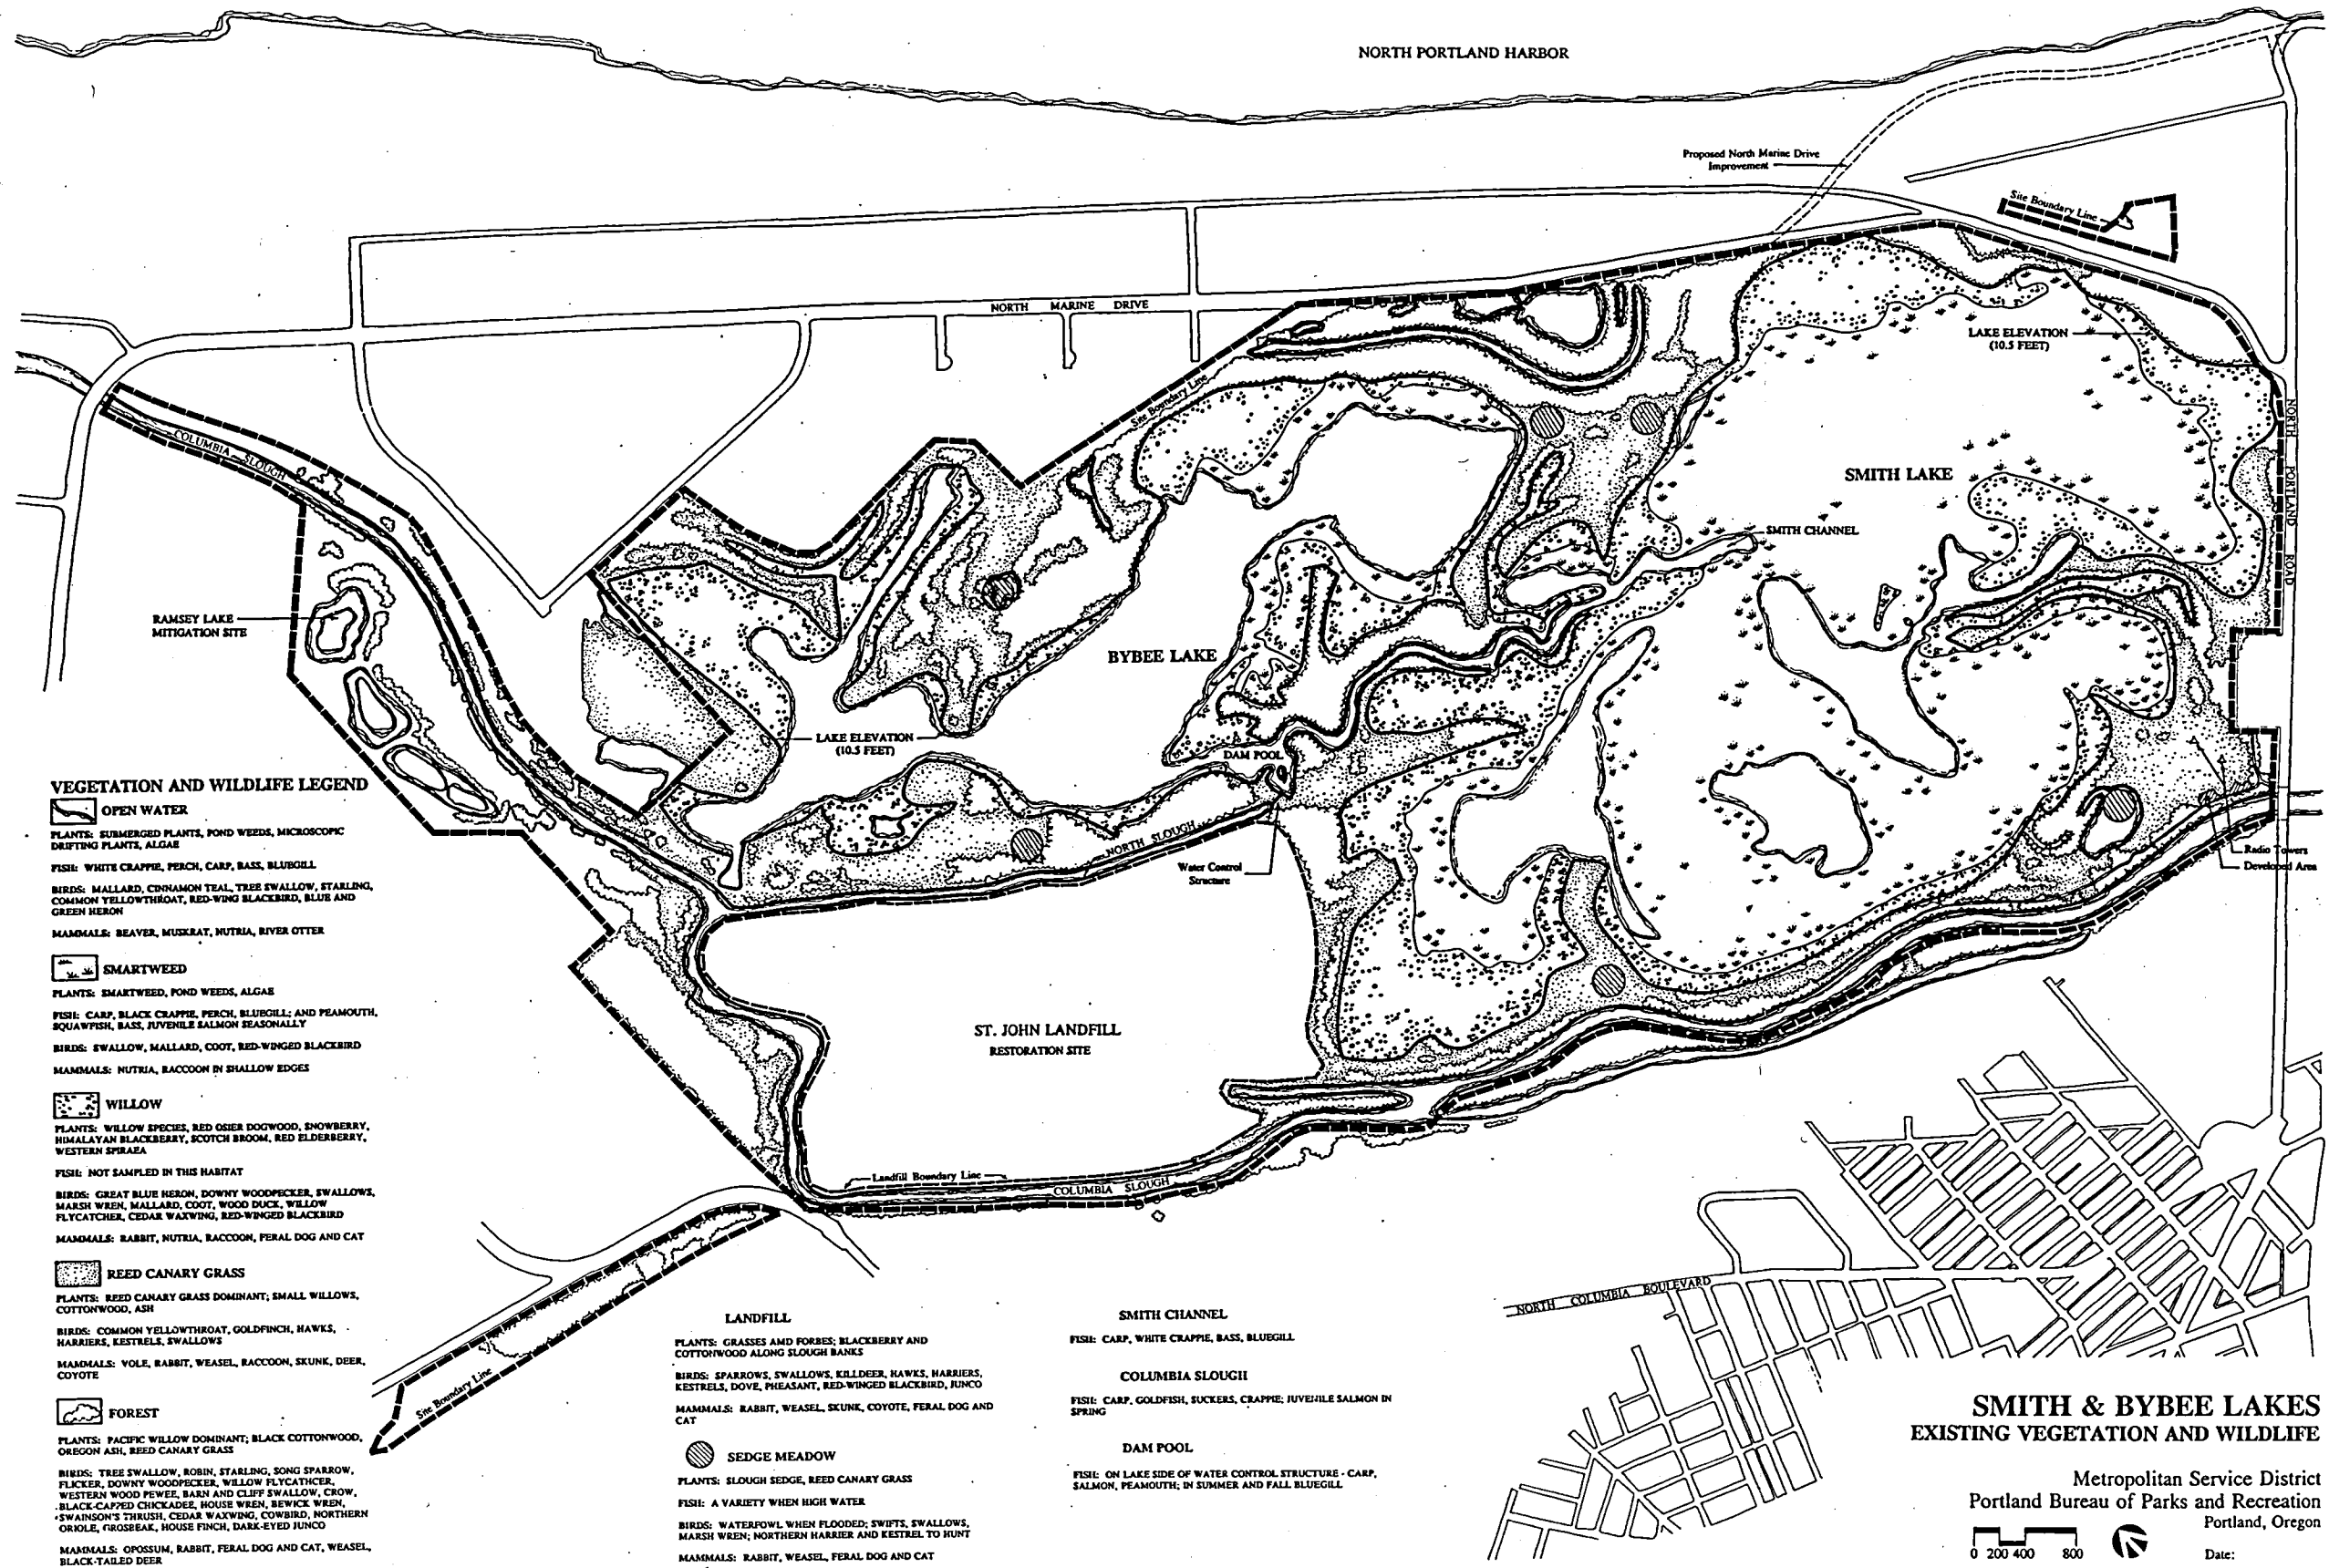 NORTH PORTLAND HARBOR
Proposed North Marine Drive
Improvement
Site Boundary Line
NORTH MARINE DRIVE
LAKE ELEVATION
(10.5 FEET)
Site Boundary Line
COLUMBIA SLOUGH
NORTH PORTLAND ROAD
SMITH LAKE
SMITH CHANNEL
RAMSEY LAKE
MITIGATION SITE
BYBEE LAKE
LAKE ELEVATION
(10.5 FEET)
DAM POOL
NORTH SLOUGH
Water Control
Structure
Radio Towers
Developed Area
ST. JOHN LANDFILL
RESTORATION SITE
Landfill Boundary Line
COLUMBIA SLOUGH
NORTH COLUMBIA BOULEVARD
Site Boundary Line
VEGETATION AND WILDLIFE LEGEND
OPEN WATER
PLANTS: SUBMERGED PLANTS, POND WEEDS, MICROSCOPIC
DRIFTING PLANTS, ALGAE
FISH: WHITE CRAPPIE, PERCH, CARP, BASS, BLUEGILL
BIRDS: MALLARD, CINNAMON TEAL, TREE SWALLOW, STARLING,
COMMON YELLOWTHROAT, RED-WING BLACKBIRD, BLUE AND
GREEN HERON
MAMMALS: BEAVER, MUSKRAT, NUTRIA, RIVER OTTER
SMARTWEED
PLANTS: SMARTWEED, POND WEEDS, ALGAE
FISH: CARP, BLACK CRAPPIE, PERCH, BLUEGILL; AND PEAMOUTH,
SQUAWFISH, BASS, JUVENILE SALMON SEASONALLY
BIRDS: SWALLOW, MALLARD, COOT, RED-WINGED BLACKBIRD
MAMMALS: NUTRIA, RACCOON IN SHALLOW EDGES
WILLOW
PLANTS: WILLOW SPECIES, RED OSIER DOGWOOD, SNOWBERRY,
HIMALAYAN BLACKBERRY, SCOTCH BROOM, RED ELDERBERRY,
WESTERN SPIRAEA
FISH: NOT SAMPLED IN THIS HABITAT
BIRDS: GREAT BLUE HERON, DOWNY WOODPECKER, SWALLOWS,
MARSH WREN, MALLARD, COOT, WOOD DUCK, WILLOW
FLYCATCHER, CEDAR WAXWING, RED-WINGED BLACKBIRD
MAMMALS: RABBIT, NUTRIA, RACCOON, FERAL DOG AND CAT
REED CANARY GRASS
PLANTS: REED CANARY GRASS DOMINANT; SMALL WILLOWS,
COTTONWOOD, ASH
BIRDS: COMMON YELLOWTHROAT, GOLDFINCH, HAWKS,
HARRIERS, KESTRELS, SWALLOWS
MAMMALS: VOLE, RABBIT, WEASEL, RACCOON, SKUNK, DEER,
COYOTE
FOREST
PLANTS: PACIFIC WILLOW DOMINANT; BLACK COTTONWOOD,
OREGON ASH, REED CANARY GRASS
BIRDS: TREE SWALLOW, ROBIN, STARLING, SONG SPARROW,
FLICKER, DOWNY WOODPECKER, WILLOW FLYCATHCER,
WESTERN WOOD PEWEE, BARN AND CLIFF SWALLOW, CROW,
BLACK-CAPPED CHICKADEE, HOUSE WREN, BEWICK WREN,
SWAINSON'S THRUSH, CEDAR WAXWING, COWBIRD, NORTHERN
ORIOLE, GROSBEAK, HOUSE FINCH, DARK-EYED JUNCO
MAMMALS: OPOSSUM, RABBIT, FERAL DOG AND CAT, WEASEL,
BLACK-TAILED DEER
LANDFILL
PLANTS: GRASSES AMD FORBES; BLACKBERRY AND
COTTONWOOD ALONG SLOUGH BANKS
BIRDS: SPARROWS, SWALLOWS, KILLDEER, HAWKS, HARRIERS,
KESTRELS, DOVE, PHEASANT, RED-WINGED BLACKBIRD, JUNCO
MAMMALS: RABBIT, WEASEL, SKUNK, COYOTE, FERAL DOG AND
CAT
SEDGE MEADOW
PLANTS: SLOUGH SEDGE, REED CANARY GRASS
FISH: A VARIETY WHEN HIGH WATER
BIRDS: WATERFOWL WHEN FLOODED; SWIFTS, SWALLOWS,
MARSH WREN; NORTHERN HARRIER AND KESTREL TO HUNT
MAMMALS: RABBIT, WEASEL, FERAL DOG AND CAT
SMITH CHANNEL
FISH: CARP, WHITE CRAPPIE, BASS, BLUEGILL
COLUMBIA SLOUGH
FISH: CARP, GOLDFISH, SUCKERS, CRAPPIE; JUVENILE SALMON IN
SPRING
DAM POOL
FISH: ON LAKE SIDE OF WATER CONTROL STRUCTURE - CARP,
SALMON, PEAMOUTH; IN SUMMER AND FALL BLUEGILL
SMITH & BYBEE LAKES
EXISTING VEGETATION AND WILDLIFE
Metropolitan Service District
Portland Bureau of Parks and Recreation
Portland, Oregon
0 200 400 800
Date: